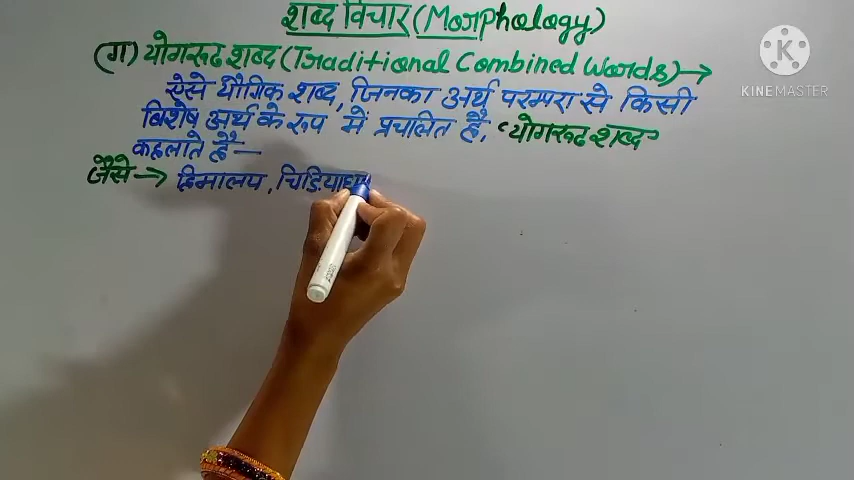 शब्द विचार (Morphology)
(ग) योगरूढ शब्द (Traditional Combined Words) →
ऐसे यौगिक शब्द, जिनका अर्थ परम्परा से किसी
विशेष अर्थ के रूप में प्रचलित है, 'योगरूढ शब्द'
कहलाते है —
जैसे → हिमालय, चिड़ियाघ
KINEMASTER